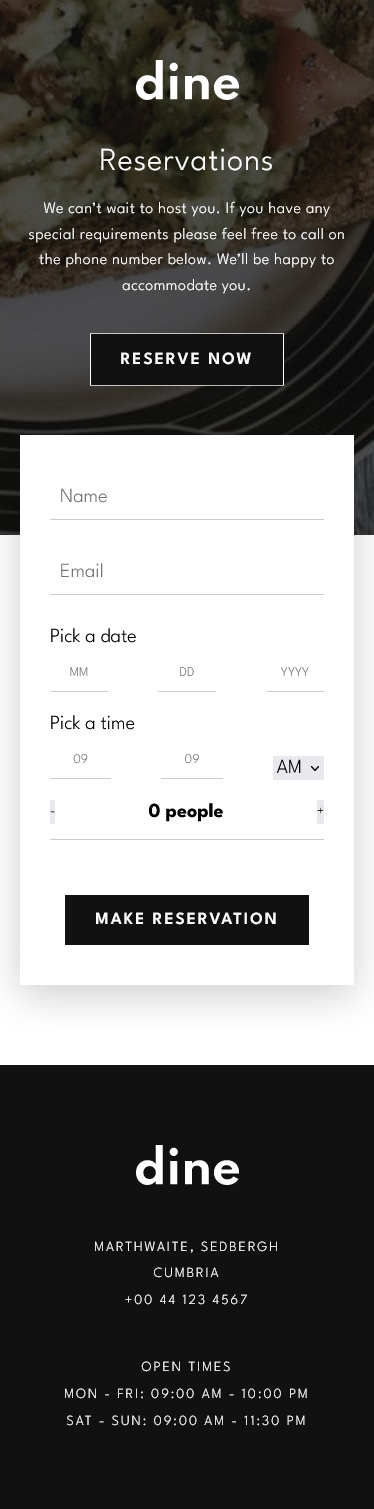 dine
Reservations
We can’t wait to host you. If you have any
special requirements please feel free to call on
the phone number below. We’ll be happy to
accommodate you.
RESERVE NOW
Name
Email
Pick a date
MM DD YYYY
Pick a time
09 09 AM
- 0 people +
MAKE RESERVATION
dine
MARTHWAITE, SEDBERGH
CUMBRIA
+00 44 123 4567
OPEN TIMES
MON - FRI: 09:00 AM - 10:00 PM
SAT - SUN: 09:00 AM - 11:30 PM